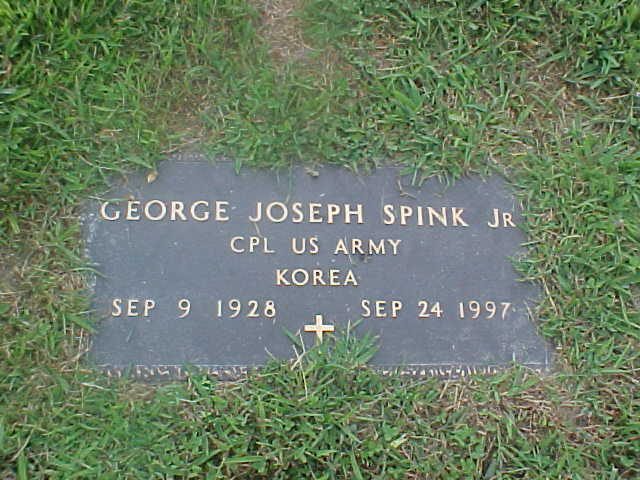 GEORGE JOSEPH SPINK JR
CPL US ARMY
KOREA
SEP 9 1928 SEP 24 1997